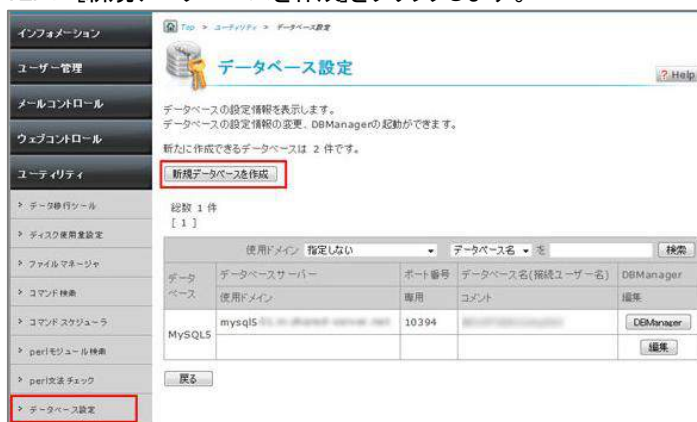 インフォメーション
ユーザー管理
メールコントロール
ウェブコントロール
ユーティリティ
データ移行ツール
ディスク使用量設定
ファイルマネージャ
コマンド検索
コマンドスケジューラ
perlモジュール検索
perl文法チェック
データベース設定
Top > ユーティリティ > データベース設定
データベース設定
? Help
データベースの設定情報を表示します。
データベースの設定情報の変更、DBManagerの起動ができます。
新たに作成できるデータベースは 2 件です。
新規データベースを作成
総数 1 件
[ 1 ]
使用ドメイン 指定しない データベース名 を 検索
データベース データベースサーバー ポート番号 データベース名(接続ユーザー名) DBManager
使用ドメイン 専用 コメント 編集
MySQL5 mysql5 10394 DBManager
編集
戻る